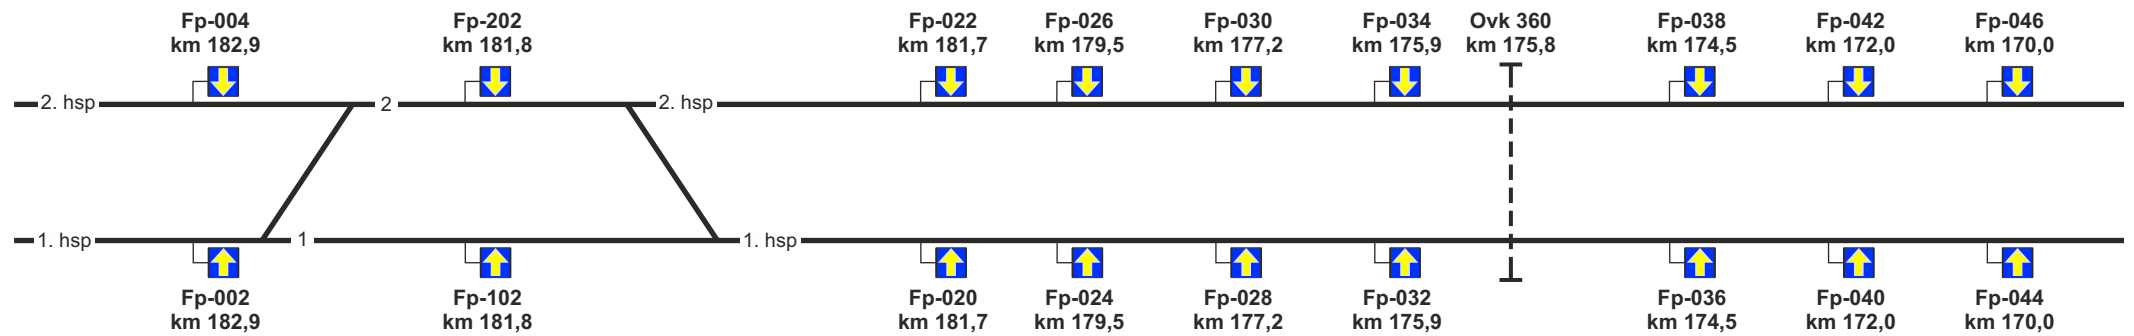 Fp-004 Fp-202 Fp-022 Fp-026 Fp-030 Fp-034 Ovk 360 Fp-038 Fp-042 Fp-046
km 182,9 km 181,8 km 181,7 km 179,5 km 177,2 km 175,9 km 175,8 km 174,5 km 172,0 km 170,0
2. hsp 2 2. hsp
1. hsp 1 1. hsp
Fp-002 Fp-102 Fp-020 Fp-024 Fp-028 Fp-032 Fp-036 Fp-040 Fp-044
km 182,9 km 181,8 km 181,7 km 179,5 km 177,2 km 175,9 km 174,5 km 172,0 km 170,0